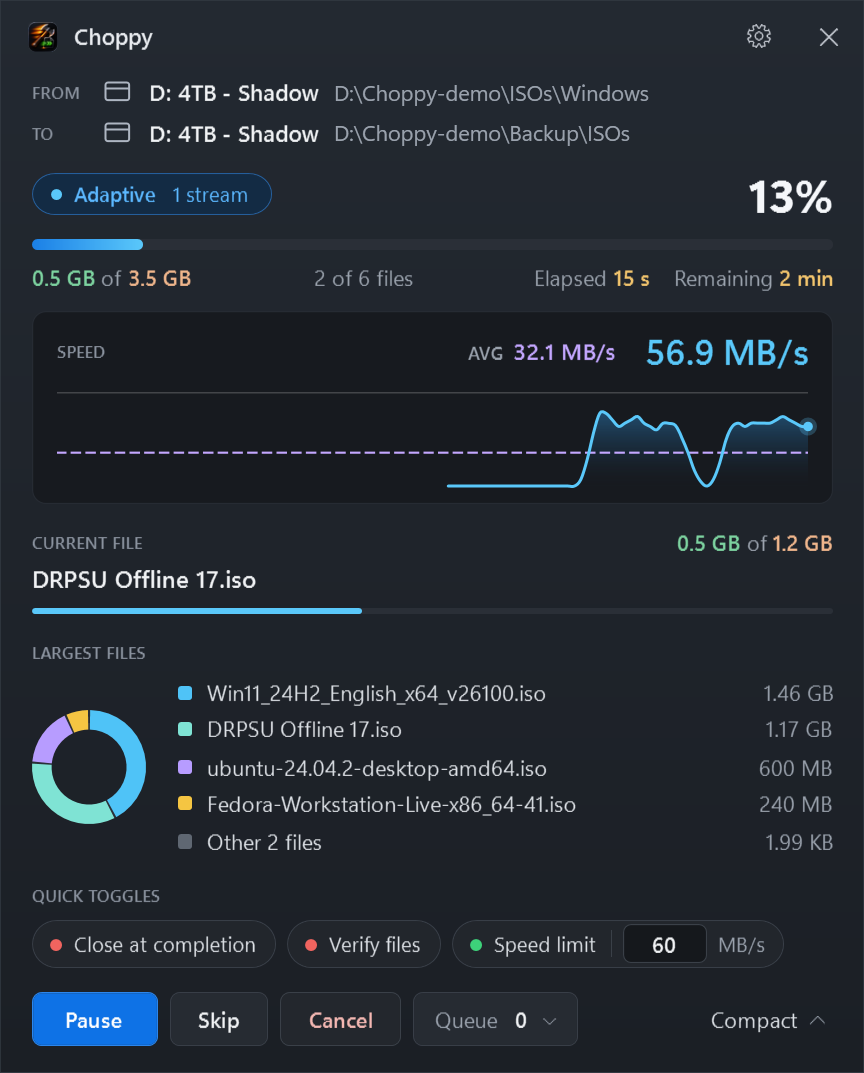 Choppy
FROM D: 4TB - Shadow D:\Choppy-demo\ISOs\Windows
TO D: 4TB - Shadow D:\Choppy-demo\Backup\ISOs
Adaptive 1 stream 13%
0.5 GB of 3.5 GB 2 of 6 files Elapsed 15 s Remaining 2 min
SPEED AVG 32.1 MB/s 56.9 MB/s
CURRENT FILE 0.5 GB of 1.2 GB
DRPSU Offline 17.iso
LARGEST FILES
Win11_24H2_English_x64_v26100.iso 1.46 GB
DRPSU Offline 17.iso 1.17 GB
ubuntu-24.04.2-desktop-amd64.iso 600 MB
Fedora-Workstation-Live-x86_64-41.iso 240 MB
Other 2 files 1.99 KB
QUICK TOGGLES
Close at completion Verify files Speed limit 60 MB/s
Pause Skip Cancel Queue 0 Compact